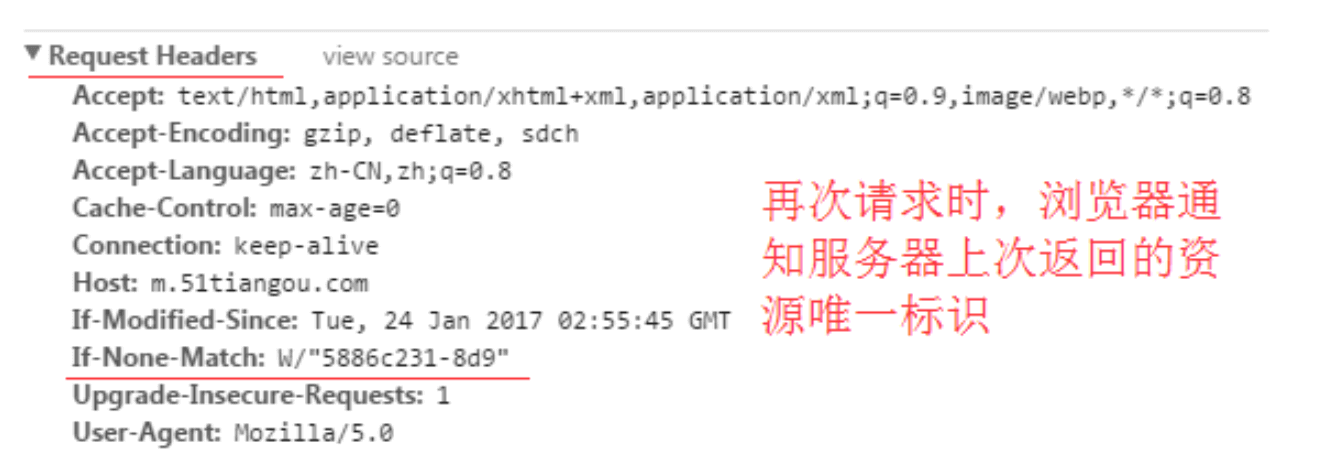 Request Headers view source
Accept: text/html,application/xhtml+xml,application/xml;q=0.9,image/webp,*/*;q=0.8
Accept-Encoding: gzip, deflate, sdch
Accept-Language: zh-CN,zh;q=0.8
Cache-Control: max-age=0
Connection: keep-alive
Host: m.51tiangou.com
If-Modified-Since: Tue, 24 Jan 2017 02:55:45 GMT
If-None-Match: W/"5886c231-8d9"
Upgrade-Insecure-Requests: 1
User-Agent: Mozilla/5.0
再次请求时，浏览器通
知服务器上次返回的资
源唯一标识